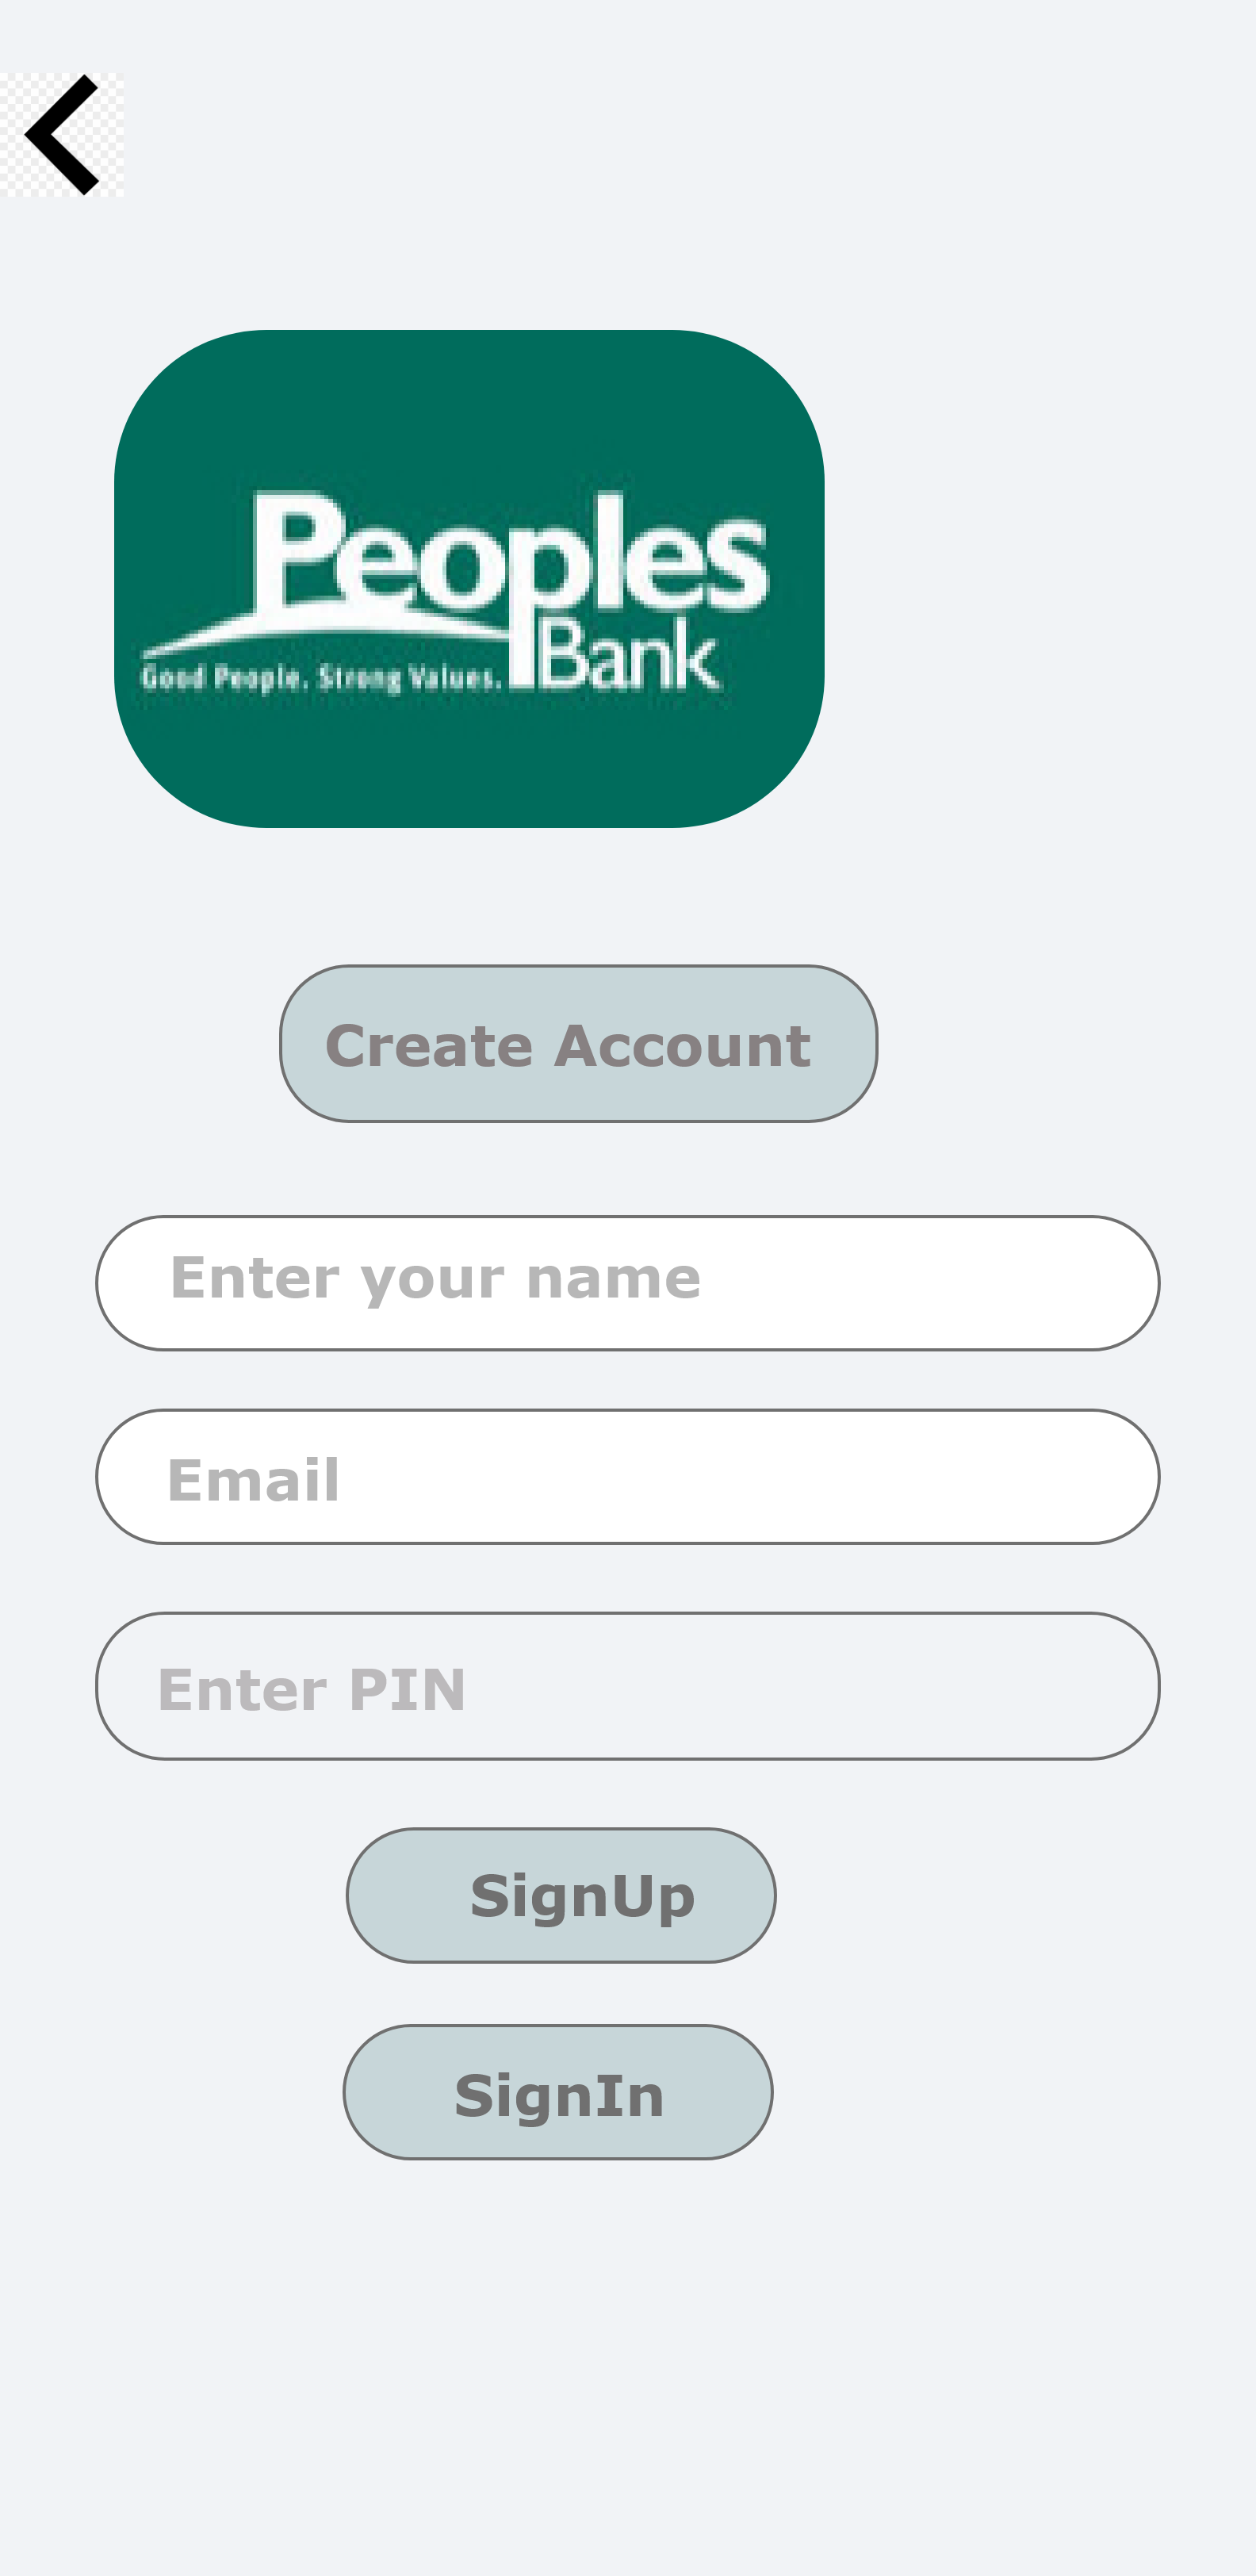 Peoples
Bank
Good People. Strong Values.
Create Account
Enter your name
Email
Enter PIN
SignUp
SignIn